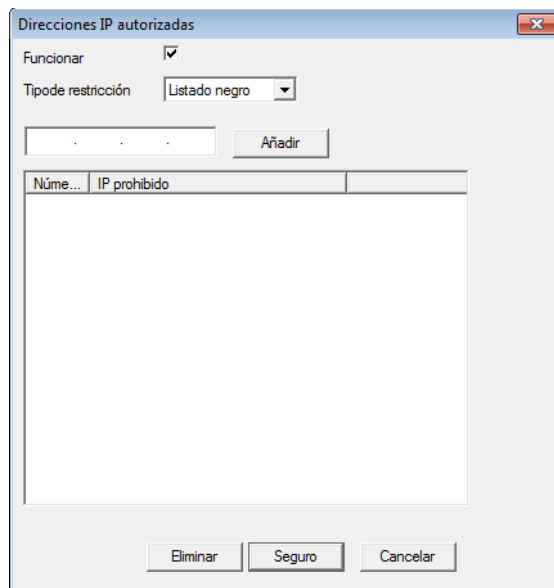 Direcciones IP autorizadas
Funcionar
Tipode restricción Listado negro
. . . Añadir
Núme... IP prohibido
Eliminar Seguro Cancelar